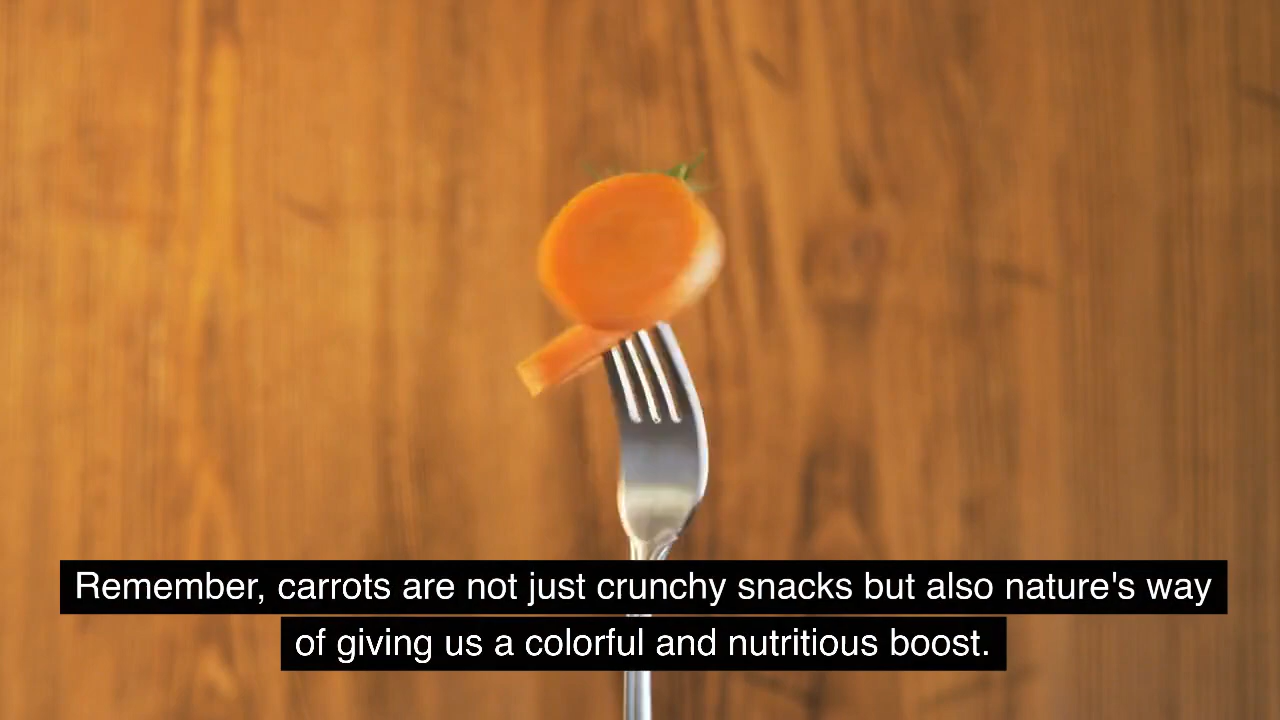 Remember, carrots are not just crunchy snacks but also nature's way
of giving us a colorful and nutritious boost.